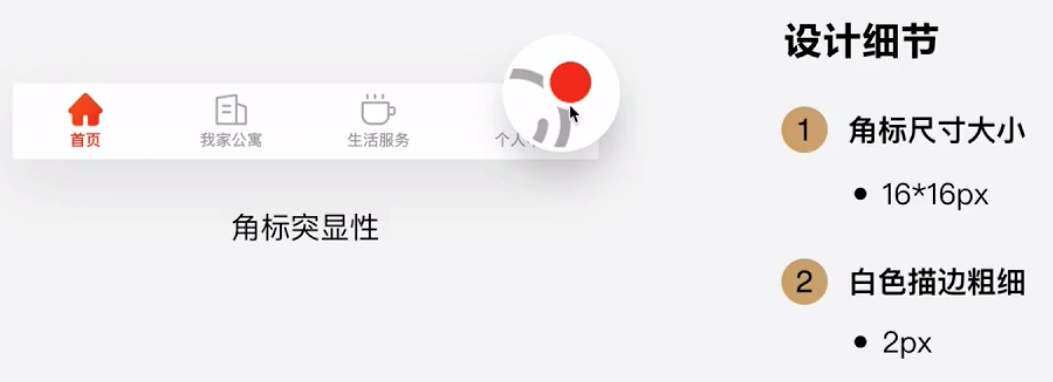 首页
我家公寓
生活服务
个人
角标突显性
设计细节
1 角标尺寸大小
• 16*16px
2 白色描边粗细
• 2px